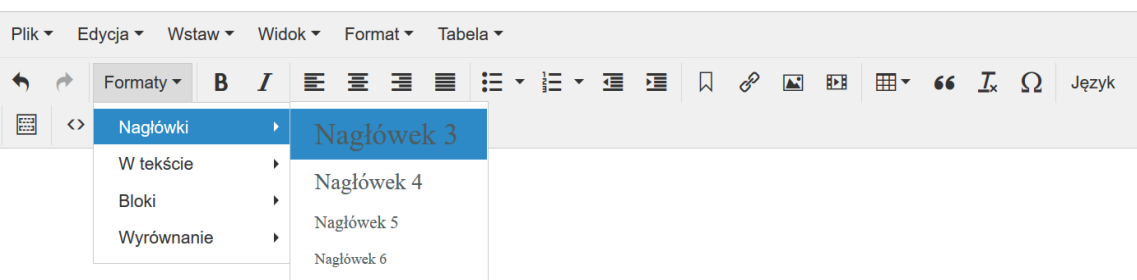 Plik Edycja Wstaw Widok Format Tabela
Formaty B I Język
Nagłówki
W tekście
Bloki
Wyrównanie
Nagłówek 3
Nagłówek 4
Nagłówek 5
Nagłówek 6